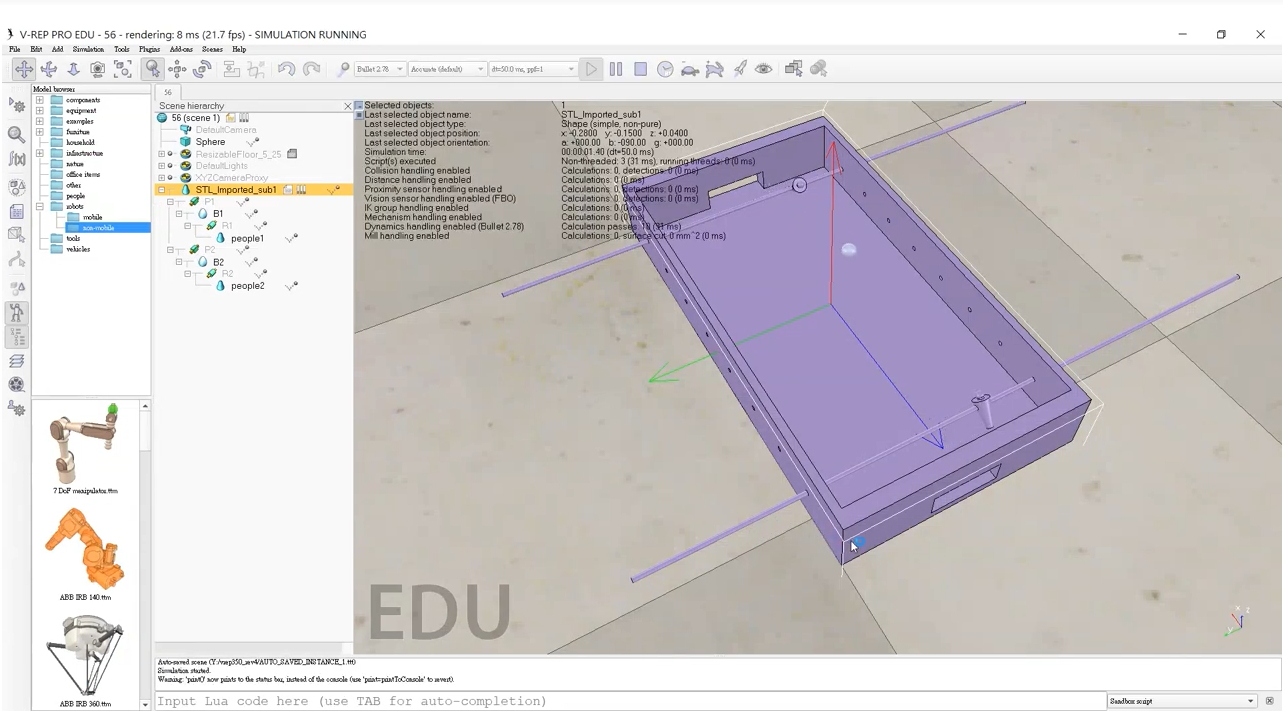 V-REP PRO EDU - 56 - rendering: 8 ms (21.7 fps) - SIMULATION RUNNING
File Edit Add Simulation Tools Plugins Add-ons Scenes Help
Bullet 2.78 Accurate (default) dt=50.0 ms, ppf=1
Model browser
components
equipment
examples
furniture
household
infrastructure
nature
office items
other
people
robots
mobile
non-mobile
tools
vehicles
7 DoF manipulator.ttm
ABB IRB 140.ttm
ABB IRB 360.ttm
56
Scene hierarchy
56 (scene 1)
DefaultCamera
Sphere
ResizableFloor_5_25
DefaultLights
XYZCameraProxy
STL_Imported_sub1
P1
B1
R1
people1
P2
B2
R2
people2
Selected objects: 1
Last selected object name: STL_Imported_sub1
Last selected object type: Shape (simple, non-pure)
Last selected object position: x: -0.2800 y: -0.1500 z: +0.0400
Last selected object orientation: a: +000.00 b: -090.00 g: +000.00
Simulation time: 00:00:01.40 (dt=50.0 ms)
Script(s) executed Non-threaded: 3 (31 ms), running threads: 0 (0 ms)
Collision handling enabled Calculations: 0, detections: 0 (0 ms)
Distance handling enabled Calculations: 0 (0 ms)
Proximity sensor handling enabled Calculations: 0, detections: 0 (0 ms)
Vision sensor handling enabled (FBO) Calculations: 0, detections: 0 (0 ms)
IK group handling enabled Calculations: 0 (0 ms)
Mechanism handling enabled Calculations: 0 (0 ms)
Dynamics handling enabled (Bullet 2.78) Calculation passes: 10 (31 ms)
Mill handling enabled Calculations: 0, surface cut: 0 mm^2 (0 ms)
EDU
x z
y
Auto-saved scene (Y:/vrep350_rev4/AUTO_SAVED_INSTANCE_1.ttt)
Simulation started.
Warning: 'print()' now prints to the status bar, instead of the console (use 'print=printToConsole' to revert).
Input Lua code here (use TAB for auto-completion)
Sandbox script